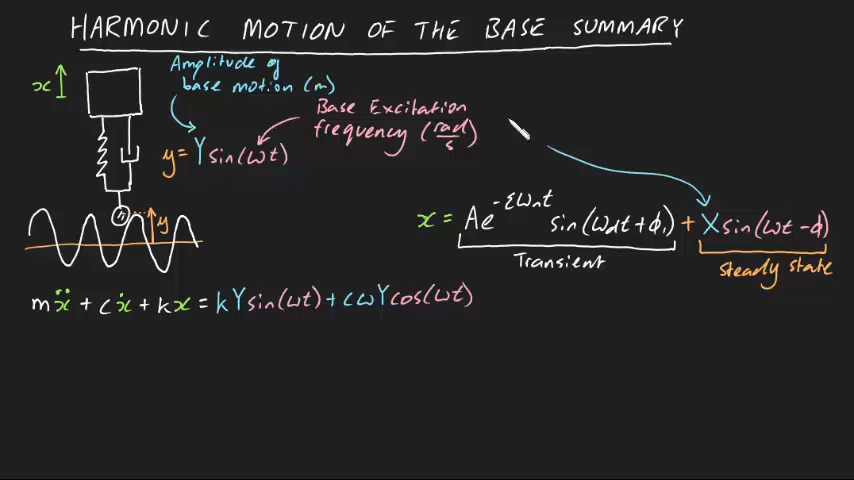 HARMONIC MOTION OF THE BASE SUMMARY
Amplitude of
base motion (m)
x
Base Excitation
frequency (rad/s)
y = Y sin(ωt)
y
x = Ae^{-ξωnt} sin(ωdt + ϕ₁) + X sin(ωt - ϕ)
Transient
Steady state
mẍ + cẋ + kx = kY sin(ωt) + cωY cos(ωt)